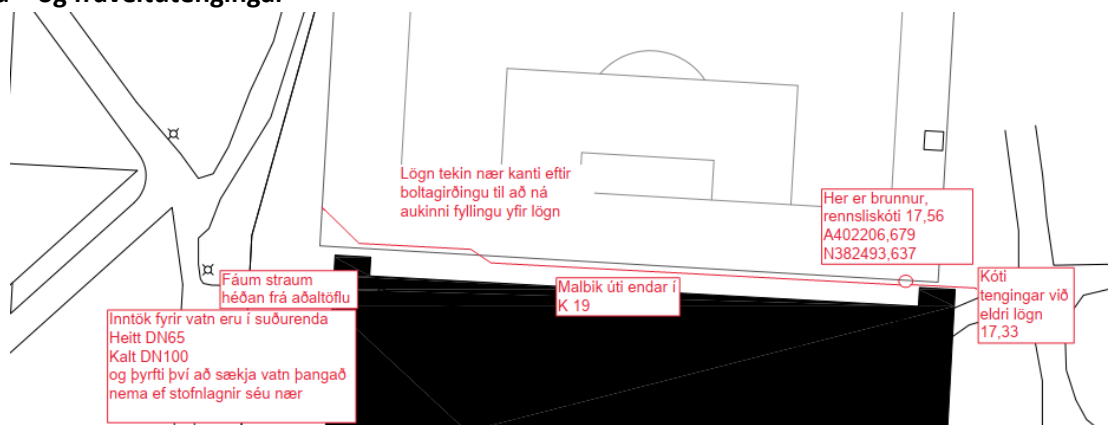 og fráveitutengingar
Lögn tekin nær kanti eftir
boltagirðingu til að ná
aukinni fyllingu yfir lögn
Her er brunnur,
rennsliskóti 17,56
A402206,679
N382493,637
Fáum straum
héðan frá aðaltöflu
Malbik úti endar í
K 19
Kóti
tengingar við
eldri lögn
17,33
Inntök fyrir vatn eru í suðurenda
Heitt DN65
Kalt DN100
og þyrfti því að sækja vatn þangað
nema ef stofnlagnir séu nær